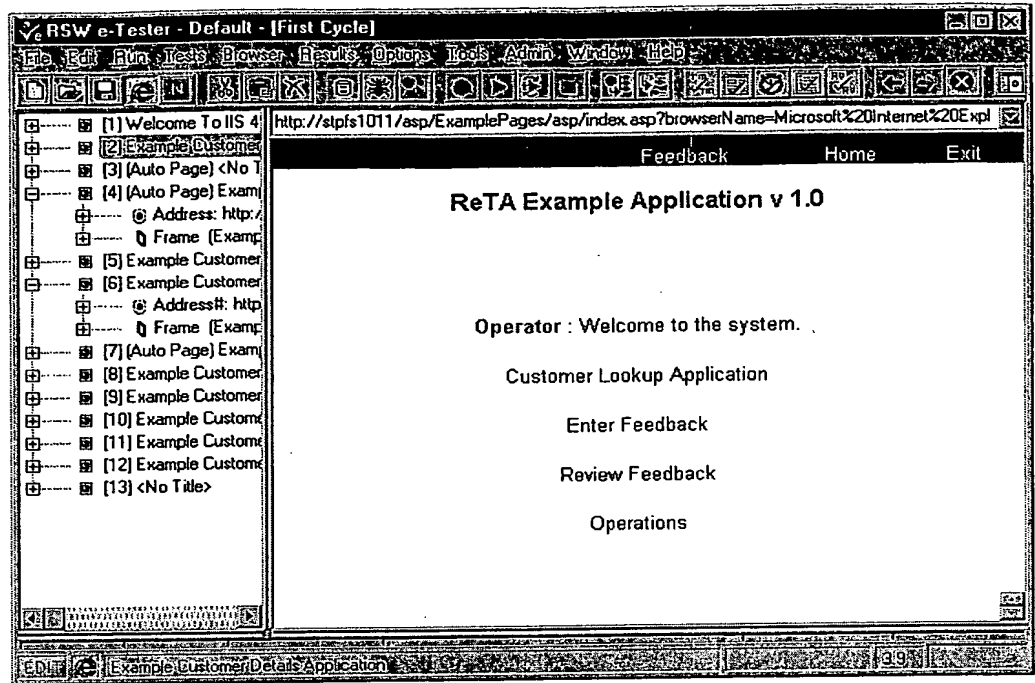 RSW e-Tester - Default - [First Cycle]
File Edit Run Tests Browser Results Options Tools Admin Window Help
http://stpfs1011/asp/ExamplePages/asp/index.asp?browserName=Microsoft%20Internet%20Expl
[1] Welcome To IIS 4
[2] Example Customer
[3] (Auto Page) <No T
[4] (Auto Page) Exam
Address: http:/
Frame (Examp
[5] Example Customer
[6] Example Customer
Address#: http
Frame (Examp
[7] (Auto Page) Exam
[8] Example Customer
[9] Example Customer
[10] Example Custome
[11] Example Custome
[12] Example Custome
[13] <No Title>
Feedback Home Exit
ReTA Example Application v 1.0
Operator : Welcome to the system.
Customer Lookup Application
Enter Feedback
Review Feedback
Operations
EDIT Example Customer Details Application 39